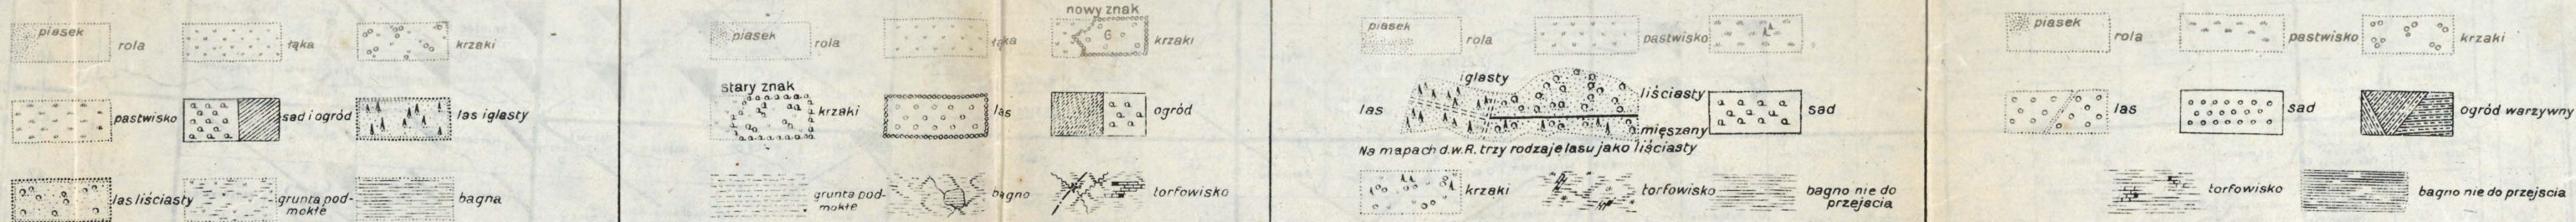 piasek
rola
łąka
krzaki
pastwisko
sad i ogród
las iglasty
las liściasty
grunta pod-
mokłe
bagna
nowy znak
piasek
rola
łąka
G
krzaki
stary znak
krzaki
las
ogród
grunta pod-
mokłe
bagno
torfowisko
piasek
rola
pastwisko
iglasty
las
liściasty
mięszany
sad
Na mapach d.w.R. trzy rodzaje lasu jako liściasty
krzaki
torfowisko
bagno nie do
przejscia
piasek
rola
pastwisko
krzaki
las
sad
ogród warzywny
torfowisko
bagno nie do przejscia